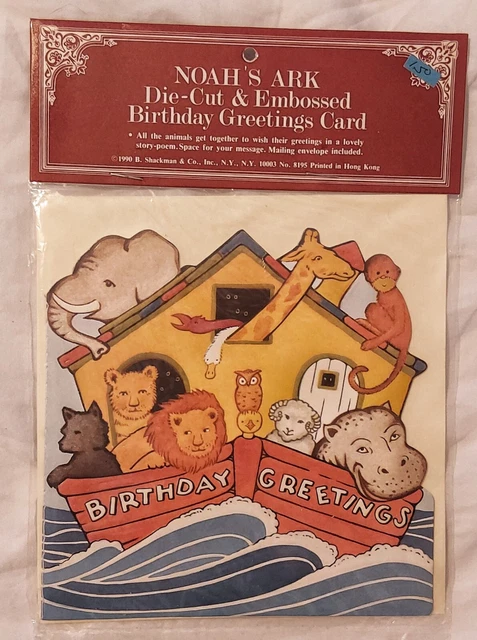 NOAH'S ARK
Die-Cut & Embossed
Birthday Greetings Card
• All the animals get together to wish their greetings in a lovely
story-poem. Space for your message. Mailing envelope included.
©1990 B. Shackman & Co., Inc., N.Y., N.Y. 10003 No. 8195 Printed in Hong Kong
1.50
BIRTHDAY GREETINGS